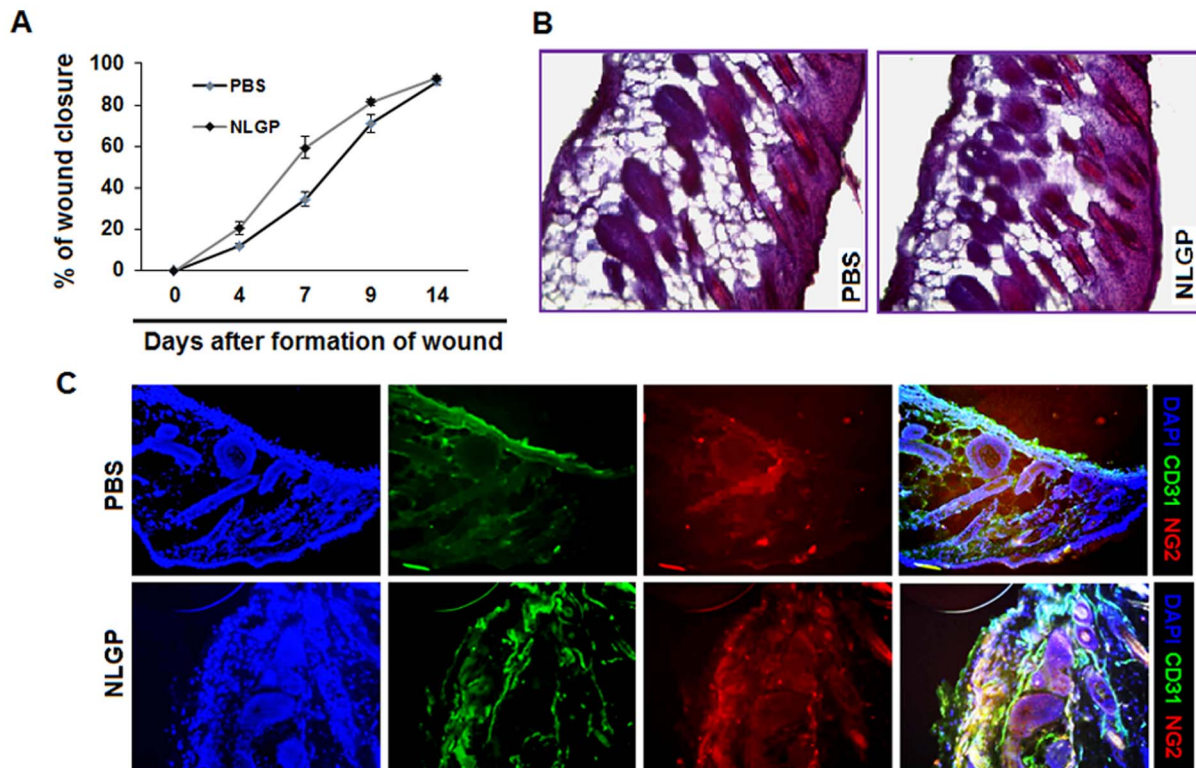 A
100
80
60
40
20
0
% of wound closure
PBS
NLGP
0 4 7 9 14
Days after formation of wound
B
PBS
NLGP
C
PBS
DAPI CD31 NG2
NLGP
DAPI CD31 NG2